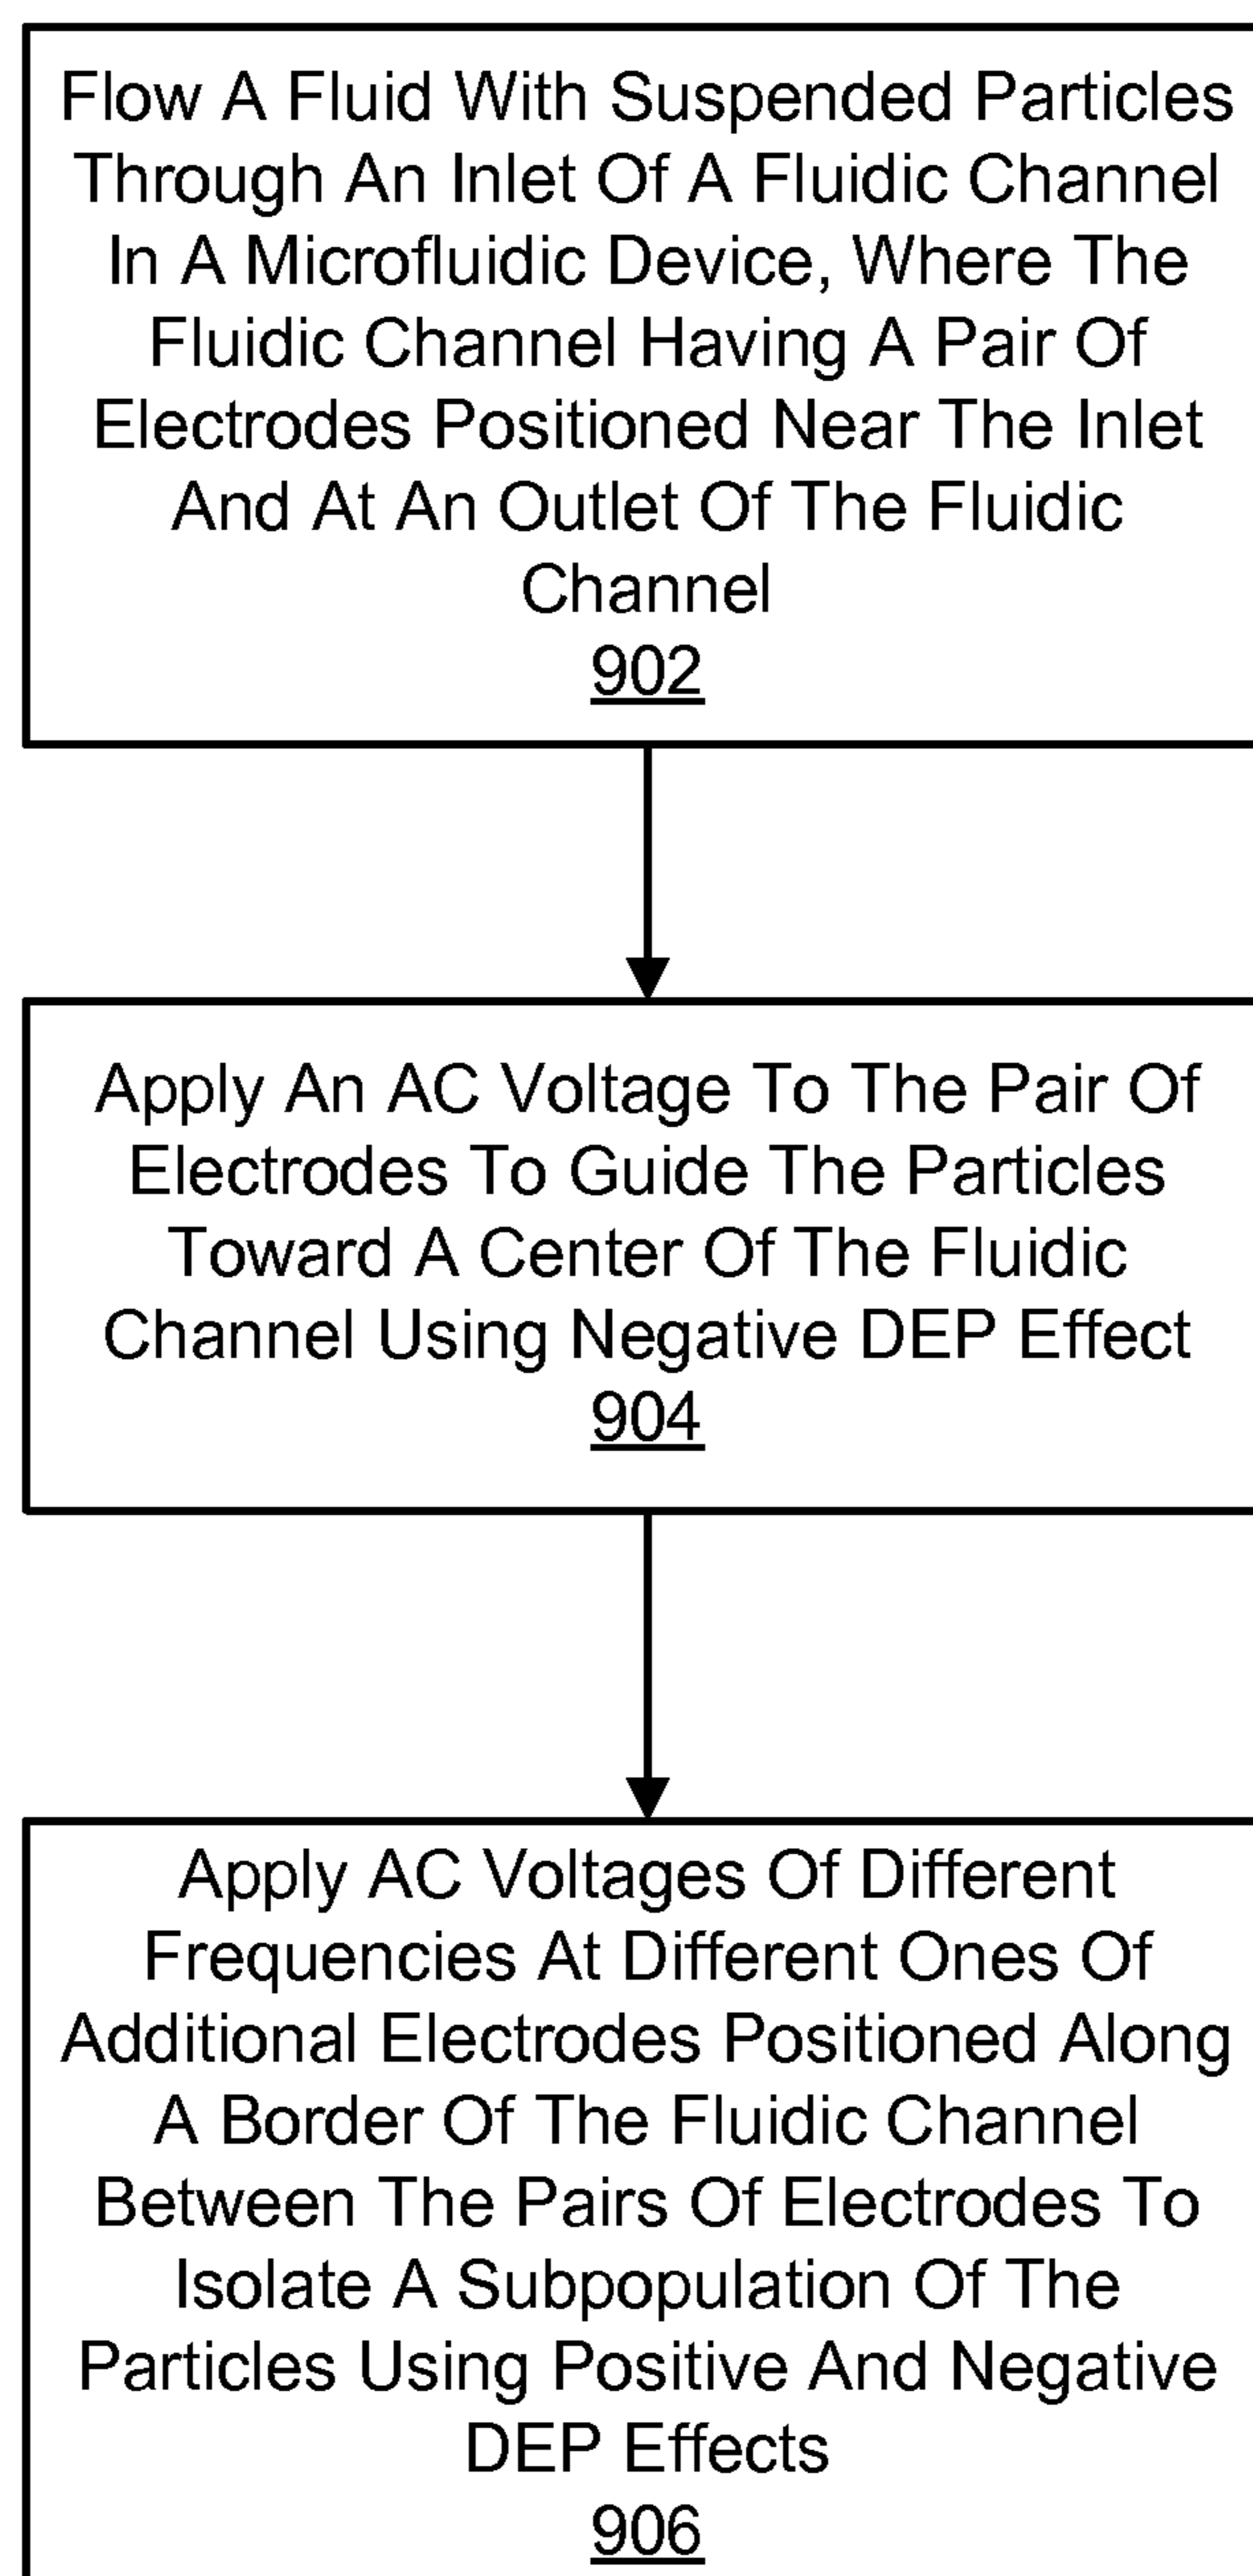 Flow A Fluid With Suspended Particles
Through An Inlet Of A Fluidic Channel
In A Microfluidic Device, Where The
Fluidic Channel Having A Pair Of
Electrodes Positioned Near The Inlet
And At An Outlet Of The Fluidic
Channel
902
Apply An AC Voltage To The Pair Of
Electrodes To Guide The Particles
Toward A Center Of The Fluidic
Channel Using Negative DEP Effect
904
Apply AC Voltages Of Different
Frequencies At Different Ones Of
Additional Electrodes Positioned Along
A Border Of The Fluidic Channel
Between The Pairs Of Electrodes To
Isolate A Subpopulation Of The
Particles Using Positive And Negative
DEP Effects
906